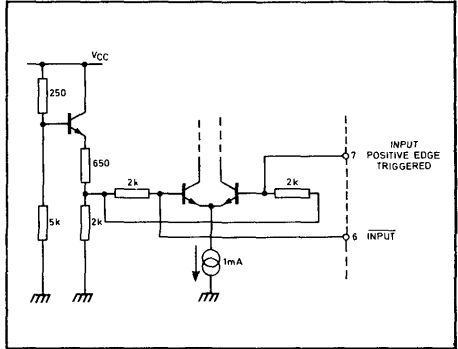 VCC
250
650
2k
5k
2k
2k
1mA
7
INPUT
POSITIVE EDGE
TRIGGERED
6
INPUT